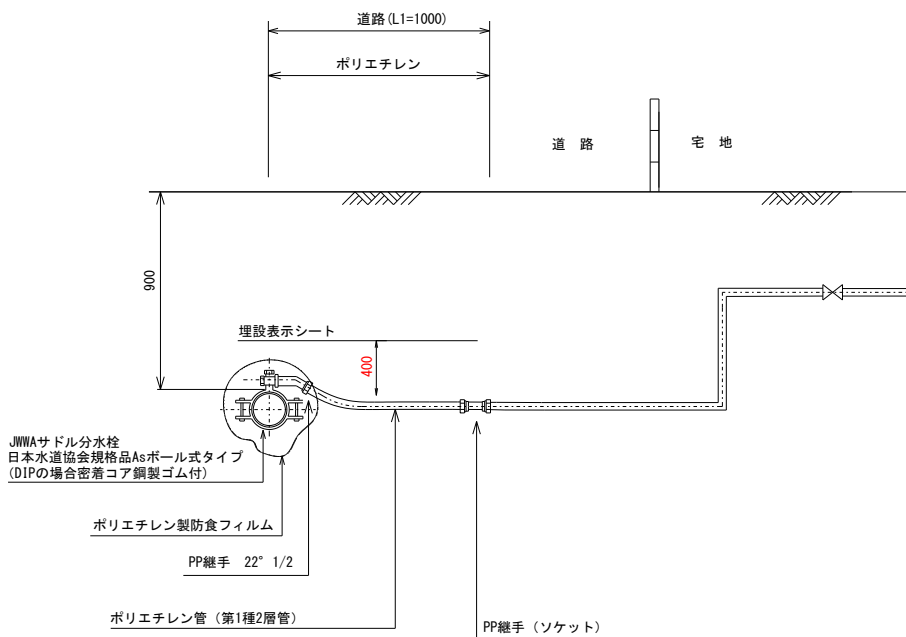 道路(L1=1000)
ポリエチレン
道 路
宅 地
900
埋設表示シート
400
JWWAサドル分水栓
日本水道協会規格品Asボール式タイプ
(DIPの場合密着コア鋼製ゴム付)
ポリエチレン製防食フィルム
PP継手 22° 1/2
ポリエチレン管 (第1種2層管)
PP継手 (ソケット)